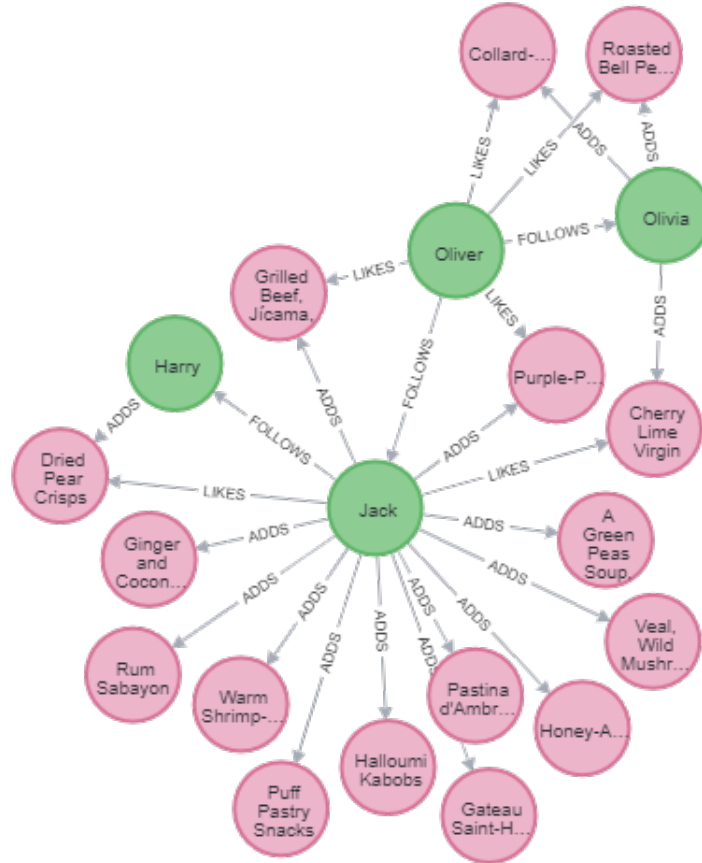 Collard-...
Roasted
Bell Pe...
LIKES
LIKES
ADDS
ADDS
Oliver
FOLLOWS
Olivia
Grilled
Beef,
Jícama,
LIKES
LIKES
ADDS
Harry
FOLLOWS
Purple-P...
Cherry
Lime
Virgin
ADDS
FOLLOWS
ADDS
ADDS
LIKES
Dried
Pear
Crisps
LIKES
Jack
ADDS
A
Green
Peas
Soup,
Ginger
and
Cocon...
ADDS
ADDS
ADDS
ADDS
ADDS
ADDS
ADDS
ADDS
ADDS
Veal,
Wild
Mushr...
Rum
Sabayon
Warm
Shrimp-...
Pastina
d'Ambr...
Honey-A...
Halloumi
Kabobs
Puff
Pastry
Snacks
Gateau
Saint-H...